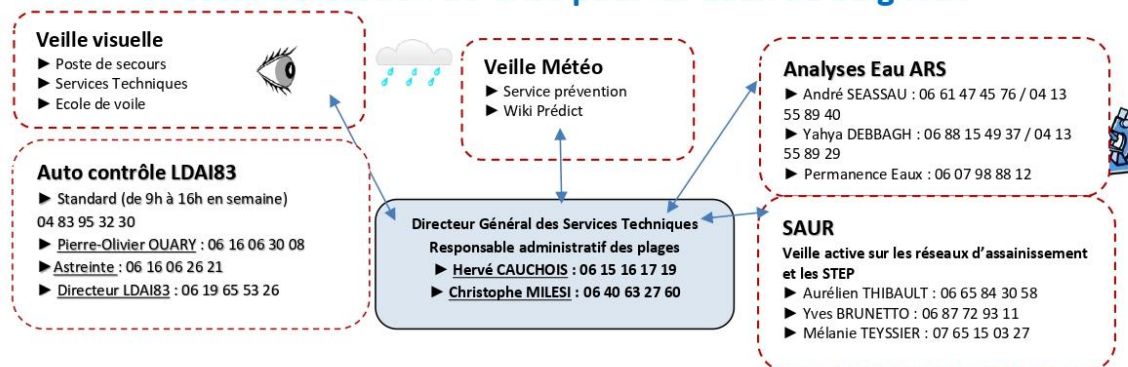 Veille visuelle
► Poste de secours
► Services Techniques
► Ecole de voile
Veille Météo
► Service prévention
► Wiki Prédict
Analyses Eau ARS
► André SEASSAU : 06 61 47 45 76 / 04 13
55 89 40
► Yahya DEBBAGH : 06 88 15 49 37 / 04 13
55 89 29
► Permanence Eaux : 06 07 98 88 12
Auto contrôle LDAI83
► Standard (de 9h à 16h en semaine)
04 83 95 32 30
► Pierre-Olivier OUARY : 06 16 06 30 08
►Astreinte : 06 16 06 26 21
► Directeur LDAI83 : 06 19 65 53 26
Directeur Général des Services Techniques
Responsable administratif des plages
► Hervé CAUCHOIS : 06 15 16 17 19
► Christophe MILESI : 06 40 63 27 60
SAUR
Veille active sur les réseaux d’assainissement
et les STEP
► Aurélien THIBAULT : 06 65 84 30 58
► Yves BRUNETTO : 06 87 72 93 11
► Mélanie TEYSSIER : 07 65 15 03 27